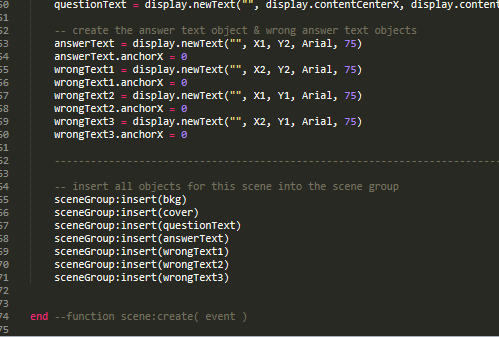 50 questionText = display.newText("", display.contentCenterX, display.conten
51
52 -- create the answer text object & wrong answer text objects
53 answerText = display.newText("", X1, Y2, Arial, 75)
54 answerText.anchorX = 0
55 wrongText1 = display.newText("", X2, Y2, Arial, 75)
56 wrongText1.anchorX = 0
57 wrongText2 = display.newText("", X1, Y1, Arial, 75)
58 wrongText2.anchorX = 0
59 wrongText3 = display.newText("", X2, Y1, Arial, 75)
60 wrongText3.anchorX = 0
61
62 --------------------------------------------------------------------------
63
64 -- insert all objects for this scene into the scene group
65 sceneGroup:insert(bkg)
66 sceneGroup:insert(cover)
67 sceneGroup:insert(questionText)
68 sceneGroup:insert(answerText)
69 sceneGroup:insert(wrongText1)
70 sceneGroup:insert(wrongText2)
71 sceneGroup:insert(wrongText3)
72
73
74 end --function scene:create( event )
75